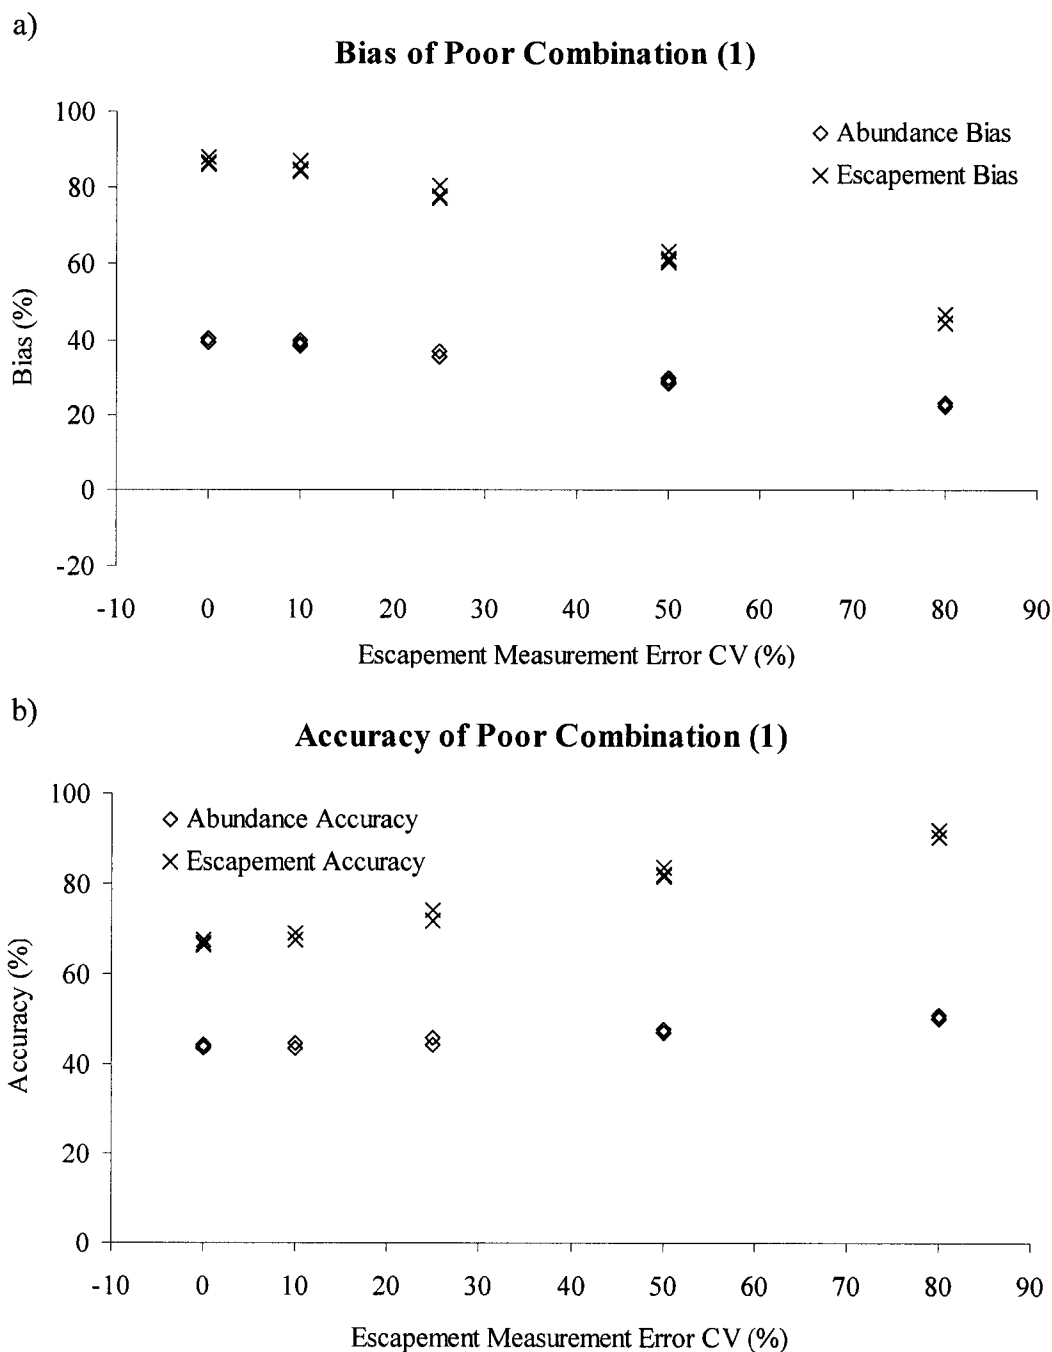 a)
Bias of Poor Combination (1)
100
80
60
40
20
0
-20
Bias (%)
Abundance Bias
Escapement Bias
-10 0 10 20 30 40 50 60 70 80 90
Escapement Measurement Error CV (%)
b)
Accuracy of Poor Combination (1)
100
80
60
40
20
0
Accuracy (%)
Abundance Accuracy
Escapement Accuracy
-10 0 10 20 30 40 50 60 70 80 90
Escapement Measurement Error CV (%)